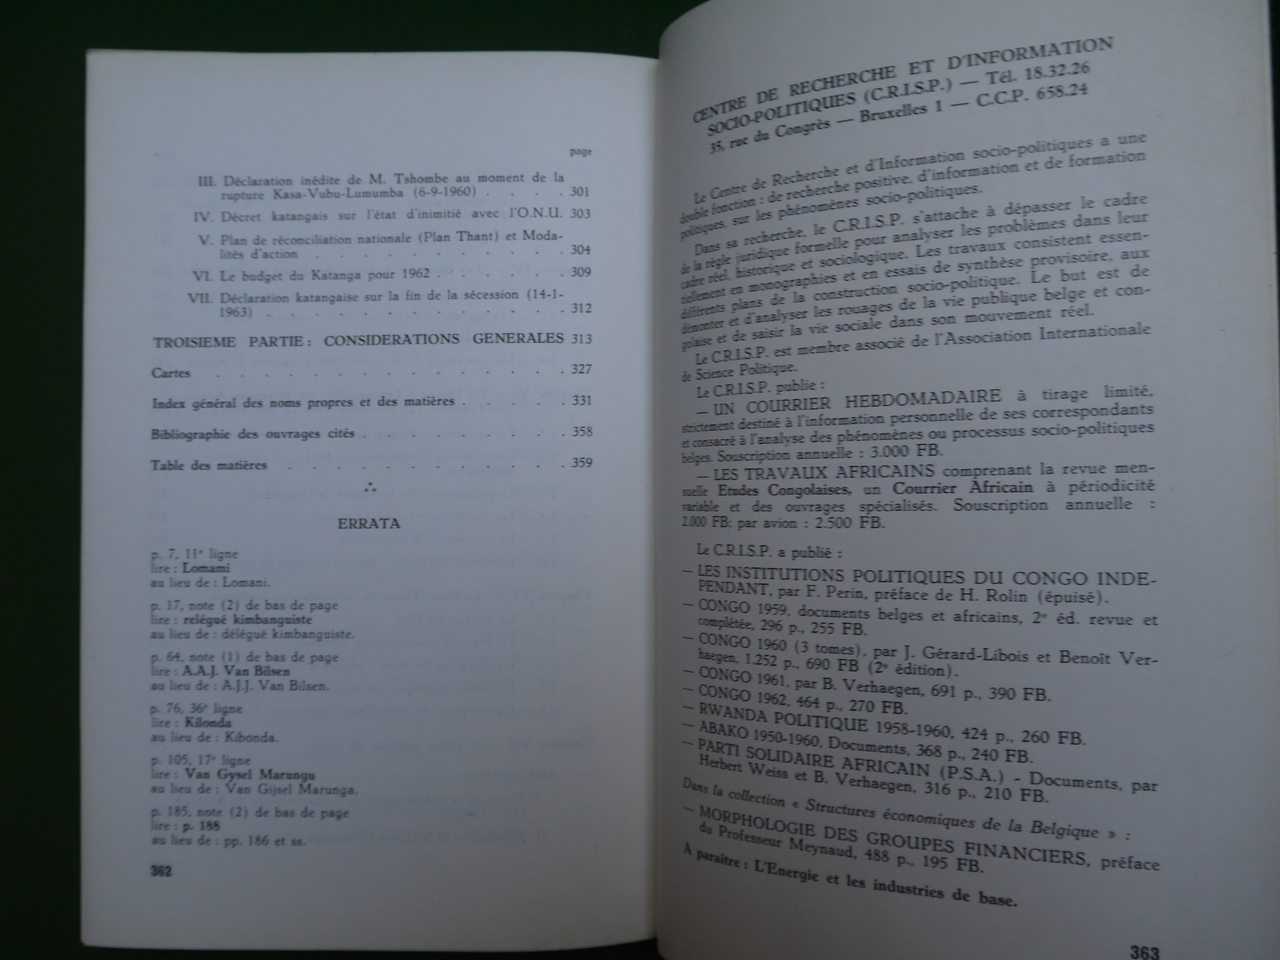 page
III. Déclaration inédite de M. Tshombe au moment de la
rupture Kasa-Vubu-Lumumba (6-9-1960) . . . . 301
IV. Décret katangais sur l'état d'inimitié avec l'O.N.U. 303
V. Plan de réconciliation nationale (Plan Thant) et Moda-
lités d'action . . . . . . . . . . . . 304
VI. Le budget du Katanga pour 1962 . . . . . . 309
VII. Déclaration katangaise sur la fin de la sécession (14-1-
1963) . . . . . . . . . . . . . . 312
TROISIEME PARTIE : CONSIDERATIONS GENERALES 313
Cartes . . . . . . . . . . . . . . . . 327
Index général des noms propres et des matières . . . . . 331
Bibliographie des ouvrages cités . . . . . . . . . 358
Table des matières . . . . . . . . . . . . . 359
∴
ERRATA
p. 7, 11e ligne
lire : Lomami
au lieu de : Lomani.
p. 17, note (2) de bas de page
lire : relégué kimbanguiste
au lieu de : délégué kimbanguiste.
p. 64, note (1) de bas de page
lire : A.A.J. Van Bilsen
au lieu de : A.J.J. Van Bilsen.
p. 76, 36e ligne
lire : Kilonda
au lieu de : Kibonda.
p. 105, 17e ligne
lire : Van Gysel Marungu
au lieu de : Van Gijsel Marunga.
p. 185, note (2) de bas de page
lire : p. 188
au lieu de : pp. 186 et ss.
362
CENTRE DE RECHERCHE ET D'INFORMATION
SOCIO-POLITIQUES (C.R.I.S.P.) — Tél. 18.32.26
35, rue du Congrès — Bruxelles 1 — C.C.P. 658.24
Le Centre de Recherche et d'Information socio-politiques a une
double fonction : de recherche positive, d'information et de formation
politiques, sur les phénomènes socio-politiques.
Dans sa recherche, le C.R.I.S.P. s'attache à dépasser le cadre
de la règle juridique formelle pour analyser les problèmes dans leur
cadre réel, historique et sociologique. Les travaux consistent essen-
tiellement en monographies et en essais de synthèse provisoire, aux
différents plans de la construction socio-politique. Le but est de
démonter et d'analyser les rouages de la vie publique belge et con-
golaise et de saisir la vie sociale dans son mouvement réel.
Le C.R.I.S.P. est membre associé de l'Association Internationale
de Science Politique.
Le C.R.I.S.P. publie :
— UN COURRIER HEBDOMADAIRE à tirage limité,
strictement destiné à l'information personnelle de ses correspondants
et consacré à l'analyse des phénomènes ou processus socio-politiques
belges. Souscription annuelle : 3.000 FB.
— LES TRAVAUX AFRICAINS comprenant la revue men-
suelle Etudes Congolaises, un Courrier Africain à périodicité
variable et des ouvrages spécialisés. Souscription annuelle :
2.000 FB; par avion : 2.500 FB.
Le C.R.I.S.P. a publié :
— LES INSTITUTIONS POLITIQUES DU CONGO INDE-
PENDANT, par F. Perin, préface de H. Rolin (épuisé).
— CONGO 1959, documents belges et africains, 2e éd. revue et
complétée, 296 p., 255 FB.
— CONGO 1960 (3 tomes), par J. Gérard-Libois et Benoît Ver-
haegen, 1.252 p., 690 FB (2e édition).
— CONGO 1961, par B. Verhaegen, 691 p., 390 FB.
— CONGO 1962, 464 p., 270 FB.
— RWANDA POLITIQUE 1958-1960, 424 p., 260 FB.
— ABAKO 1950-1960, Documents, 368 p., 240 FB.
— PARTI SOLIDAIRE AFRICAIN (P.S.A.) - Documents, par
Herbert Weiss et B. Verhaegen, 316 p., 210 FB.
Dans la collection « Structures économiques de la Belgique » :
— MORPHOLOGIE DES GROUPES FINANCIERS, préface
du Professeur Meynaud, 488 p., 195 FB.
A paraître : L'Energie et les industries de base.
363